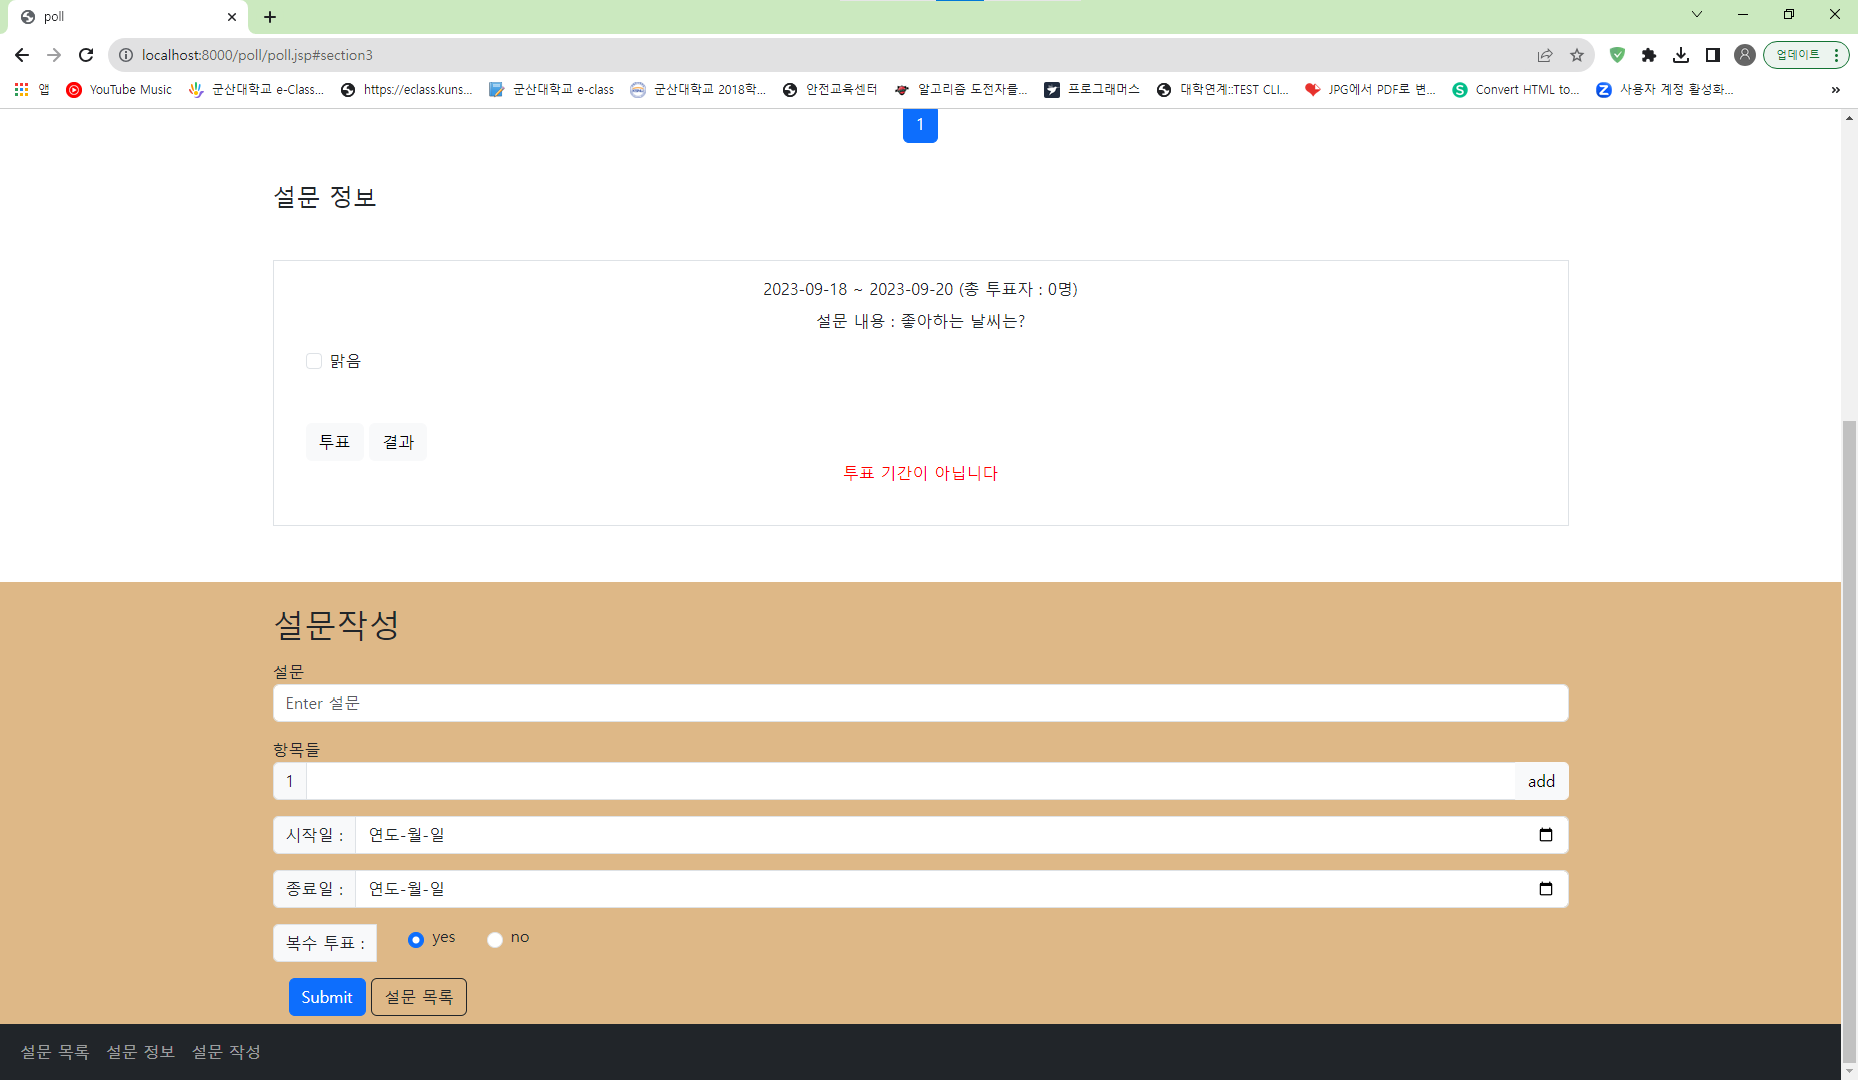 poll
localhost:8000/poll/poll.jsp#section3
업데이트
앱
YouTube Music
군산대학교 e-Class...
https://eclass.kuns...
군산대학교 e-class
군산대학교 2018학...
안전교육센터
알고리즘 도전자를...
프로그래머스
대학연계::TEST CLI...
JPG에서 PDF로 변...
Convert HTML to...
사용자 계정 활성화...
»
1
설문 정보
2023-09-18 ~ 2023-09-20 (총 투표자 : 0명)
설문 내용 : 좋아하는 날씨는?
맑음
투표 결과
투표 기간이 아닙니다
설문작성
설문
Enter 설문
항목들
1 add
시작일 : 연도-월-일
종료일 : 연도-월-일
복수 투표 : yes no
Submit 설문 목록
설문 목록 설문 정보 설문 작성